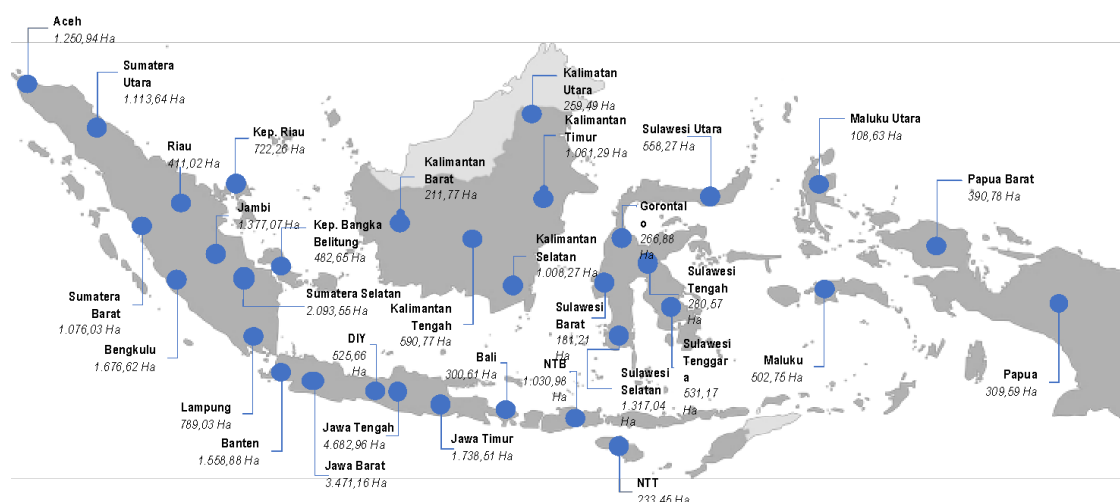 Aceh
1.250,94 Ha
Sumatera
Utara
1.113,64 Ha
Riau
411,02 Ha
Kep. Riau
722,26 Ha
Jambi
1.377,07 Ha
Kep. Bangka
Belitung
482,65 Ha
Sumatera
Barat
1.076,03 Ha
Bengkulu
1.676,62 Ha
Sumatera Selatan
2.093,55 Ha
Lampung
789,03 Ha
Banten
1.558,88 Ha
Jawa Barat
3.471,16 Ha
DIY
525,66
Ha
Jawa Tengah
4.682,96 Ha
Jawa Timur
1.738,51 Ha
Bali
300,61 Ha
NTB
1.030,98
Ha
NTT
233,45 Ha
Kalimantan
Barat
211,77 Ha
Kalimantan
Tengah
590,77 Ha
Kalimatan
Utara
259,49 Ha
Kalimantan
Timur
1.061,29 Ha
Kalimantan
Selatan
1.008,27 Ha
Sulawesi Utara
558,27 Ha
Gorontal
o
266,88
Ha
Sulawesi
Tengah
280,57
Ha
Sulawesi
Barat
181,21
Ha
Sulawesi
Selatan
1.317,04
Ha
Sulawesi
Tenggar
a
531,17
Ha
Maluku Utara
108,63 Ha
Maluku
502,75 Ha
Papua Barat
390,78 Ha
Papua
309,59 Ha